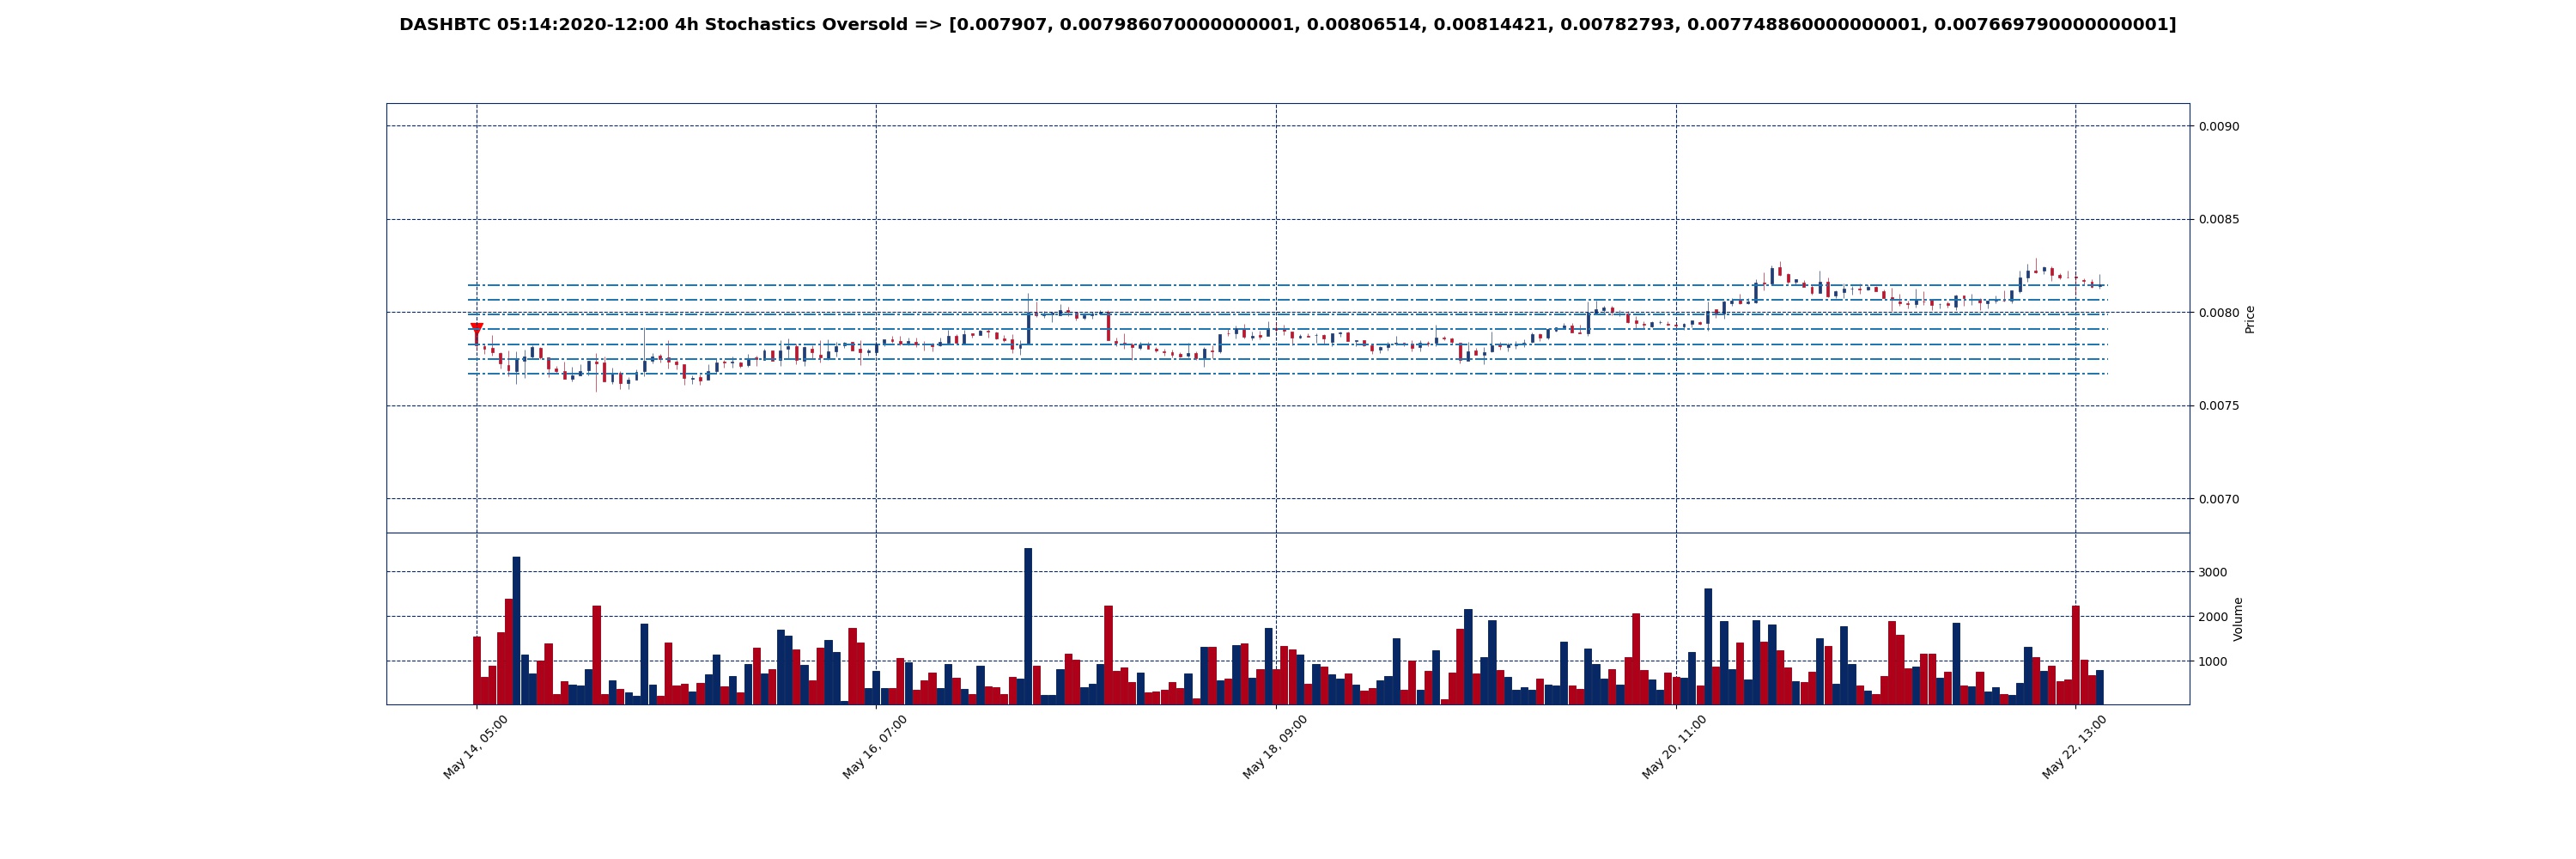 DASHBTC 05:14:2020-12:00 4h Stochastics Oversold => [0.007907, 0.007986070000000001, 0.00806514, 0.00814421, 0.00782793, 0.007748860000000001, 0.007669790000000001]
0.0090
0.0085
0.0080
0.0075
0.0070
Price
3000
2000
1000
Volume
May 14, 05:00
May 16, 07:00
May 18, 09:00
May 20, 11:00
May 22, 13:00